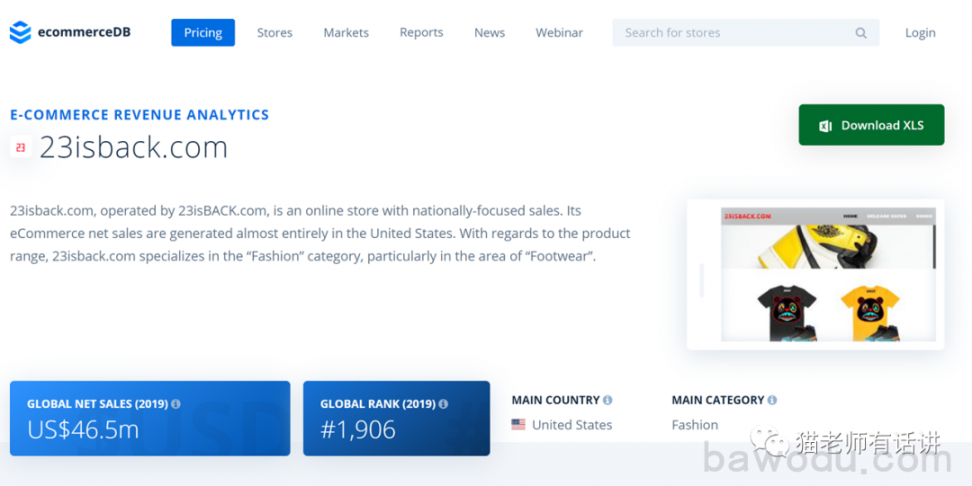 ecommerceDB
Pricing
Stores
Markets
Reports
News
Webinar
Search for stores
Login
E-COMMERCE REVENUE ANALYTICS
Download XLS
23
23isback.com
23isback.com, operated by 23isBACK.com, is an online store with nationally-focused sales. Its
eCommerce net sales are generated almost entirely in the United States. With regards to the product
range, 23isback.com specializes in the “Fashion” category, particularly in the area of “Footwear”.
23ISBACK.COM
HOME
RELEASE DATES
GLOBAL NET SALES (2019)
US$46.5m
GLOBAL RANK (2019)
#1,906
MAIN COUNTRY
United States
MAIN CATEGORY
Fashion
猫老师有话讲
bawodu.com